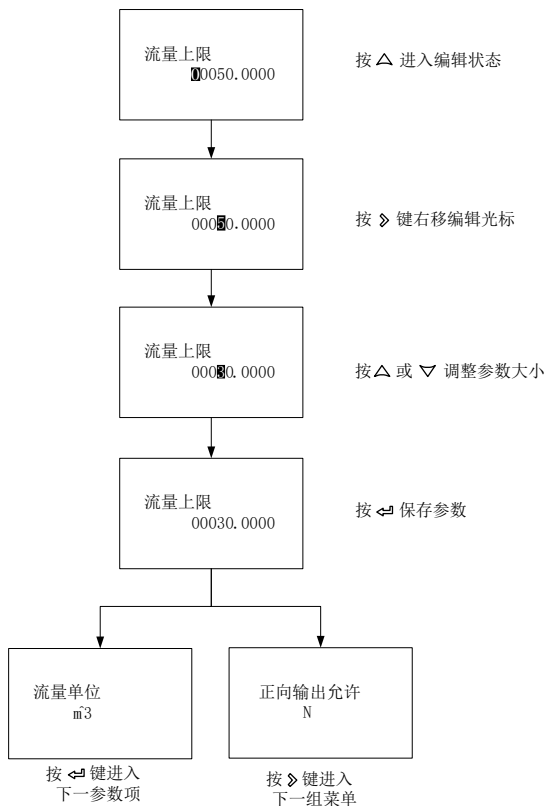 流量上限
00050.0000
按△ 进入编辑状态
流量上限
00050.0000
按 》 键右移编辑光标
流量上限
00030.0000
按△ 或 ▽ 调整参数大小
流量上限
00030.0000
按 ↵ 保存参数
流量单位
m^3
正向输出允许
N
按 ↵ 键进入
下一参数项
按 》 键进入
下一组菜单